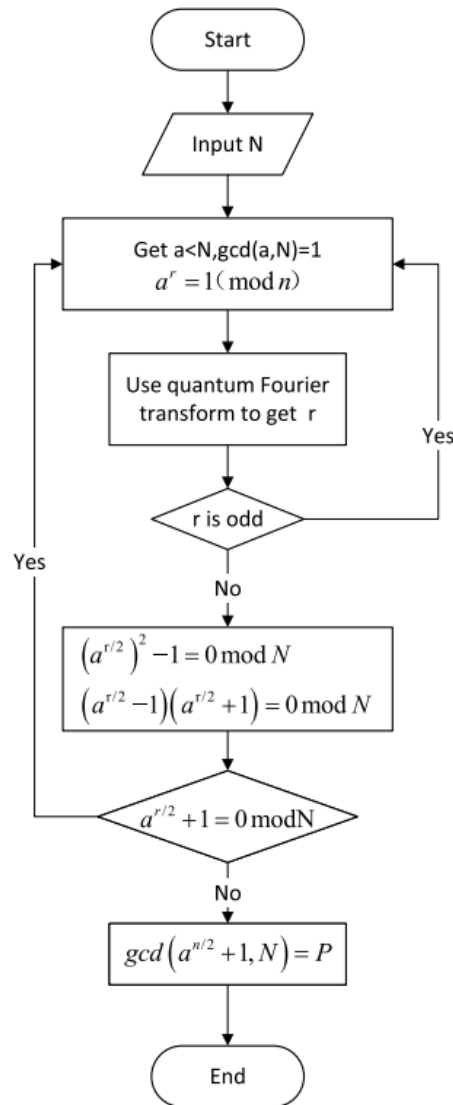 Start
Input N
Get a<N,gcd(a,N)=1
a^r = 1(mod n)
Use quantum Fourier
transform to get r
Yes
r is odd
Yes
No
(a^{r/2})^2 −1 = 0 mod N
(a^{r/2} −1)(a^{r/2} +1) = 0 mod N
a^{r/2} +1 = 0 modN
No
gcd(a^{n/2} +1, N) = P
End